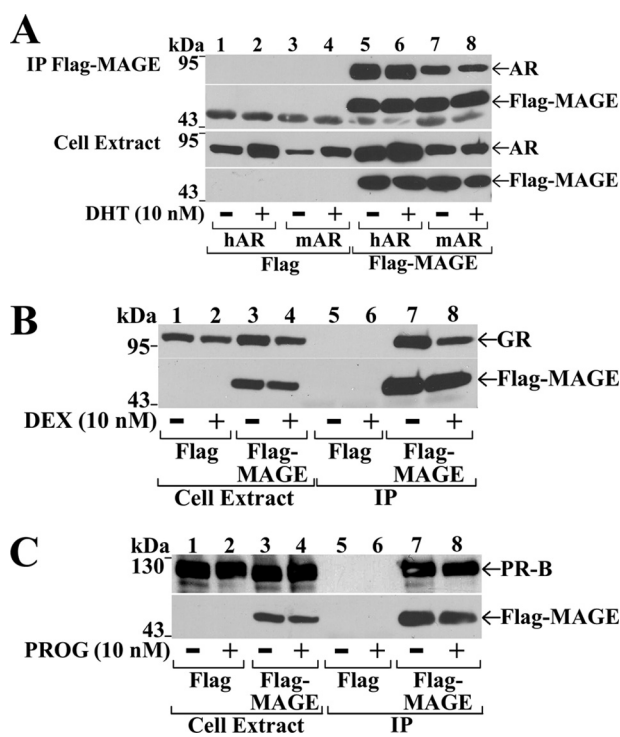 A
kDa 1 2 3 4 5 6 7 8
IP Flag-MAGE 95 ←AR
←Flag-MAGE
43
Cell Extract 95 ←AR
←Flag-MAGE
43
DHT (10 nM) - + - + - + - +
hAR mAR hAR mAR
Flag Flag-MAGE
B
kDa 1 2 3 4 5 6 7 8
95 ←GR
←Flag-MAGE
43
DEX (10 nM) - + - + - + - +
Flag Flag-MAGE Flag Flag-MAGE
Cell Extract IP
C
kDa 1 2 3 4 5 6 7 8
130 ←PR-B
←Flag-MAGE
43
PROG (10 nM) - + - + - + - +
Flag Flag-MAGE Flag Flag-MAGE
Cell Extract IP